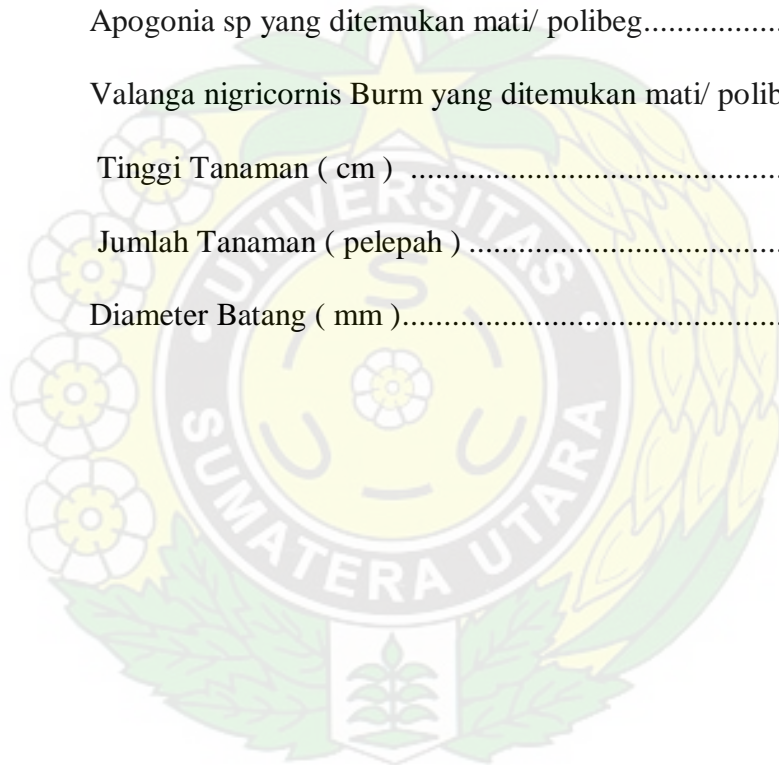 Apogonia sp yang ditemukan mati/ polibeg.................
Valanga nigricornis Burm yang ditemukan mati/
Tinggi Tanaman ( cm ) ............................................
Jumlah Tanaman ( pelepah ) ......................................
Diameter Batang ( mm )............................................
UNIVERSITAS
SUMATERA UTARA